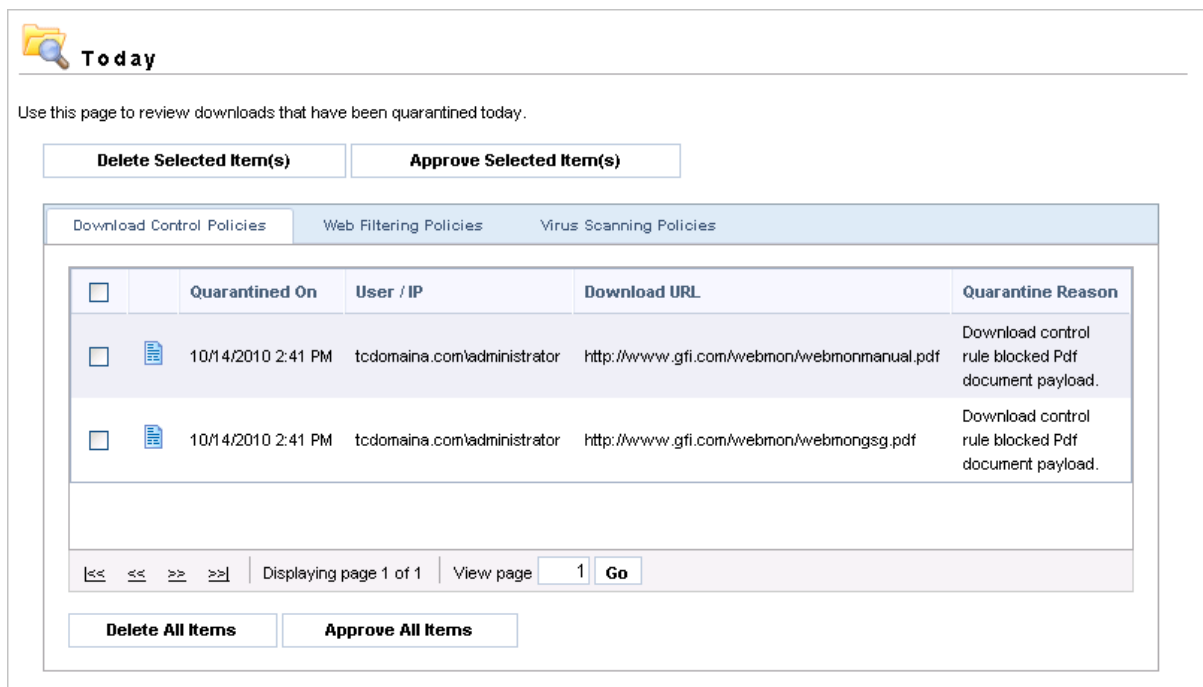 Today
Use this page to review downloads that have been quarantined today.
Delete Selected Item(s) Approve Selected Item(s)
Download Control Policies Web Filtering Policies Virus Scanning Policies
Quarantined On User / IP Download URL Quarantine Reason
10/14/2010 2:41 PM tcdomaina.com\administrator http://www.gfi.com/webmon/webmonmanual.pdf Download control
rule blocked Pdf
document payload.
10/14/2010 2:41 PM tcdomaina.com\administrator http://www.gfi.com/webmon/webmongsg.pdf Download control
rule blocked Pdf
document payload.
|<< << >> >>| Displaying page 1 of 1 View page 1 Go
Delete All Items Approve All Items